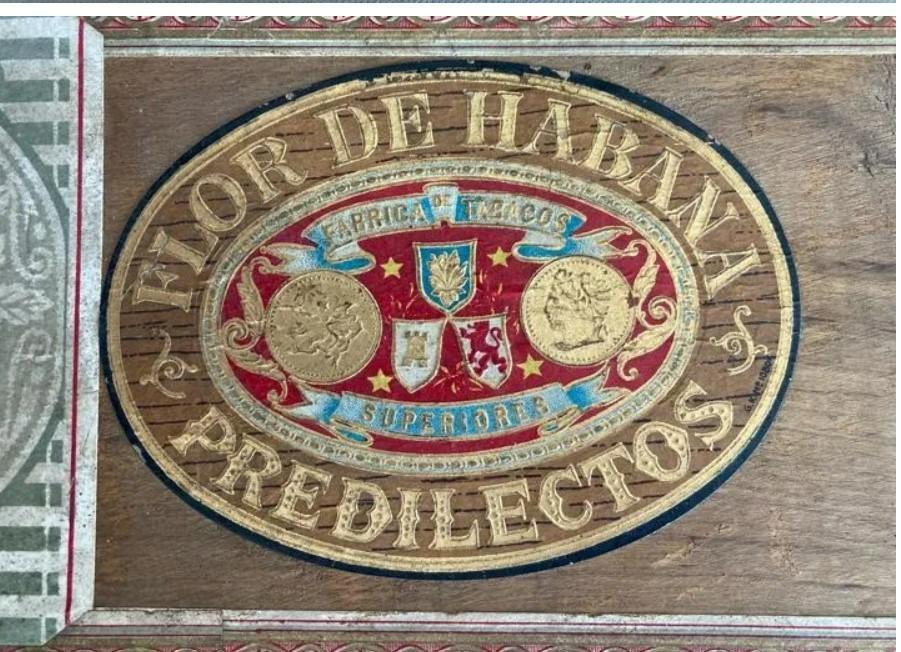 FLOR DE HABANA
FABRICA DE TABACOS
SUPERIORES
PREDILECTOS